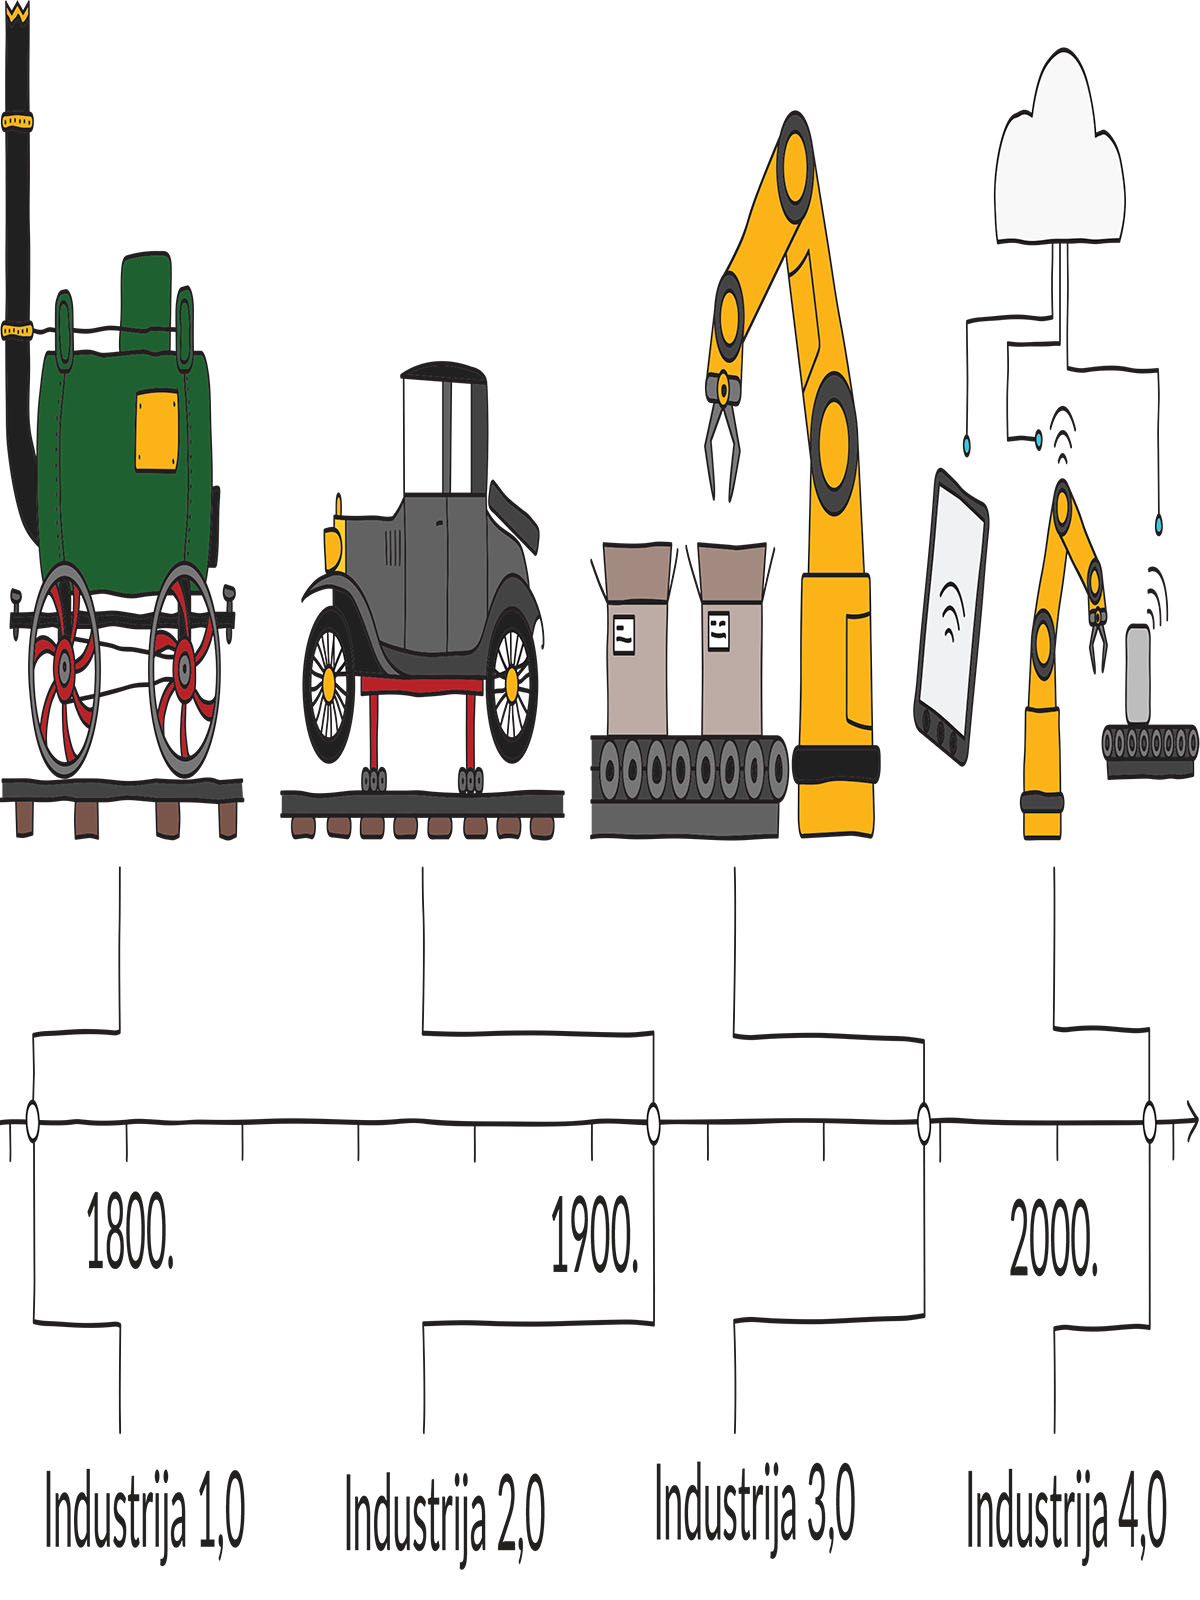 1800.
1900.
2000.
Industrija 1,0
Industrija 2,0
Industrija 3,0
Industrija 4,0